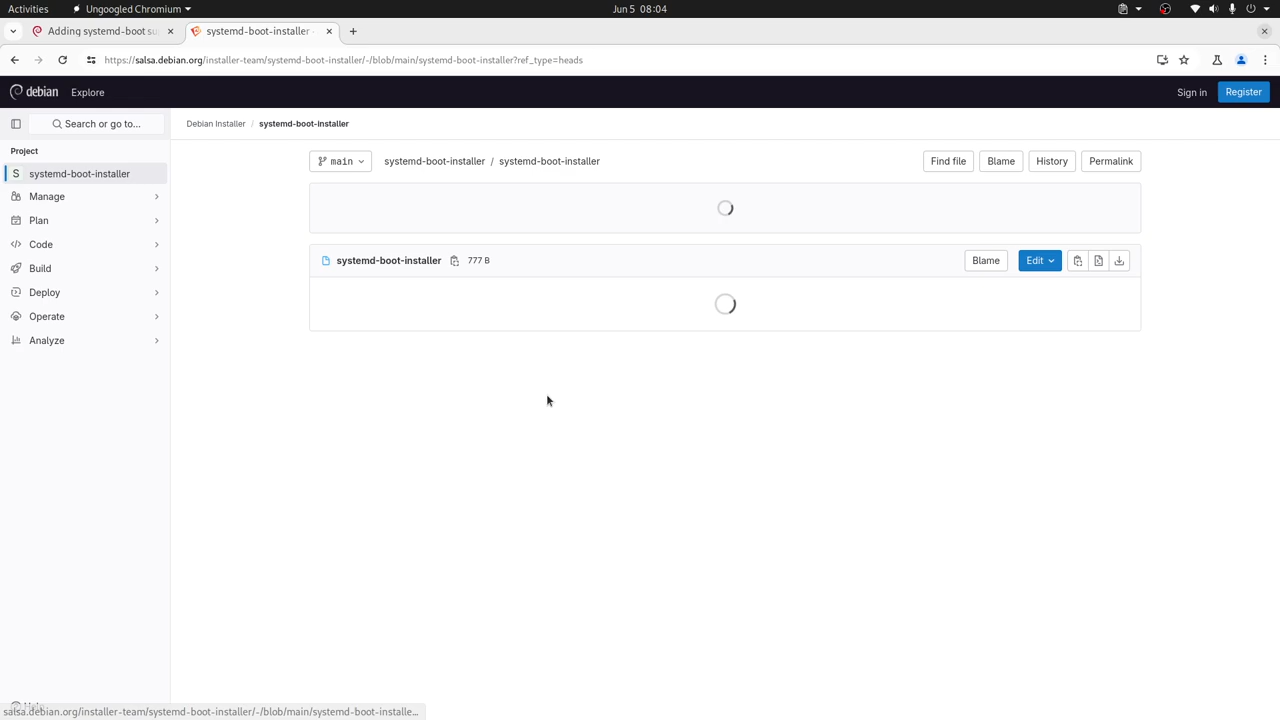 Activities
Ungoogled Chromium
Jun 5 08:04
Adding systemd-boot su
systemd-boot-installer
https://salsa.debian.org/installer-team/systemd-boot-installer/-/blob/main/systemd-boot-installer?ref_type=heads
debian
Explore
Sign in
Register
Search or go to...
Debian Installer / systemd-boot-installer
Project
S systemd-boot-installer
Manage
Plan
Code
Build
Deploy
Operate
Analyze
main
systemd-boot-installer / systemd-boot-installer
Find file
Blame
History
Permalink
systemd-boot-installer
777 B
Blame
Edit
salsa.debian.org/installer-team/systemd-boot-installer/-/blob/main/systemd-boot-installe...